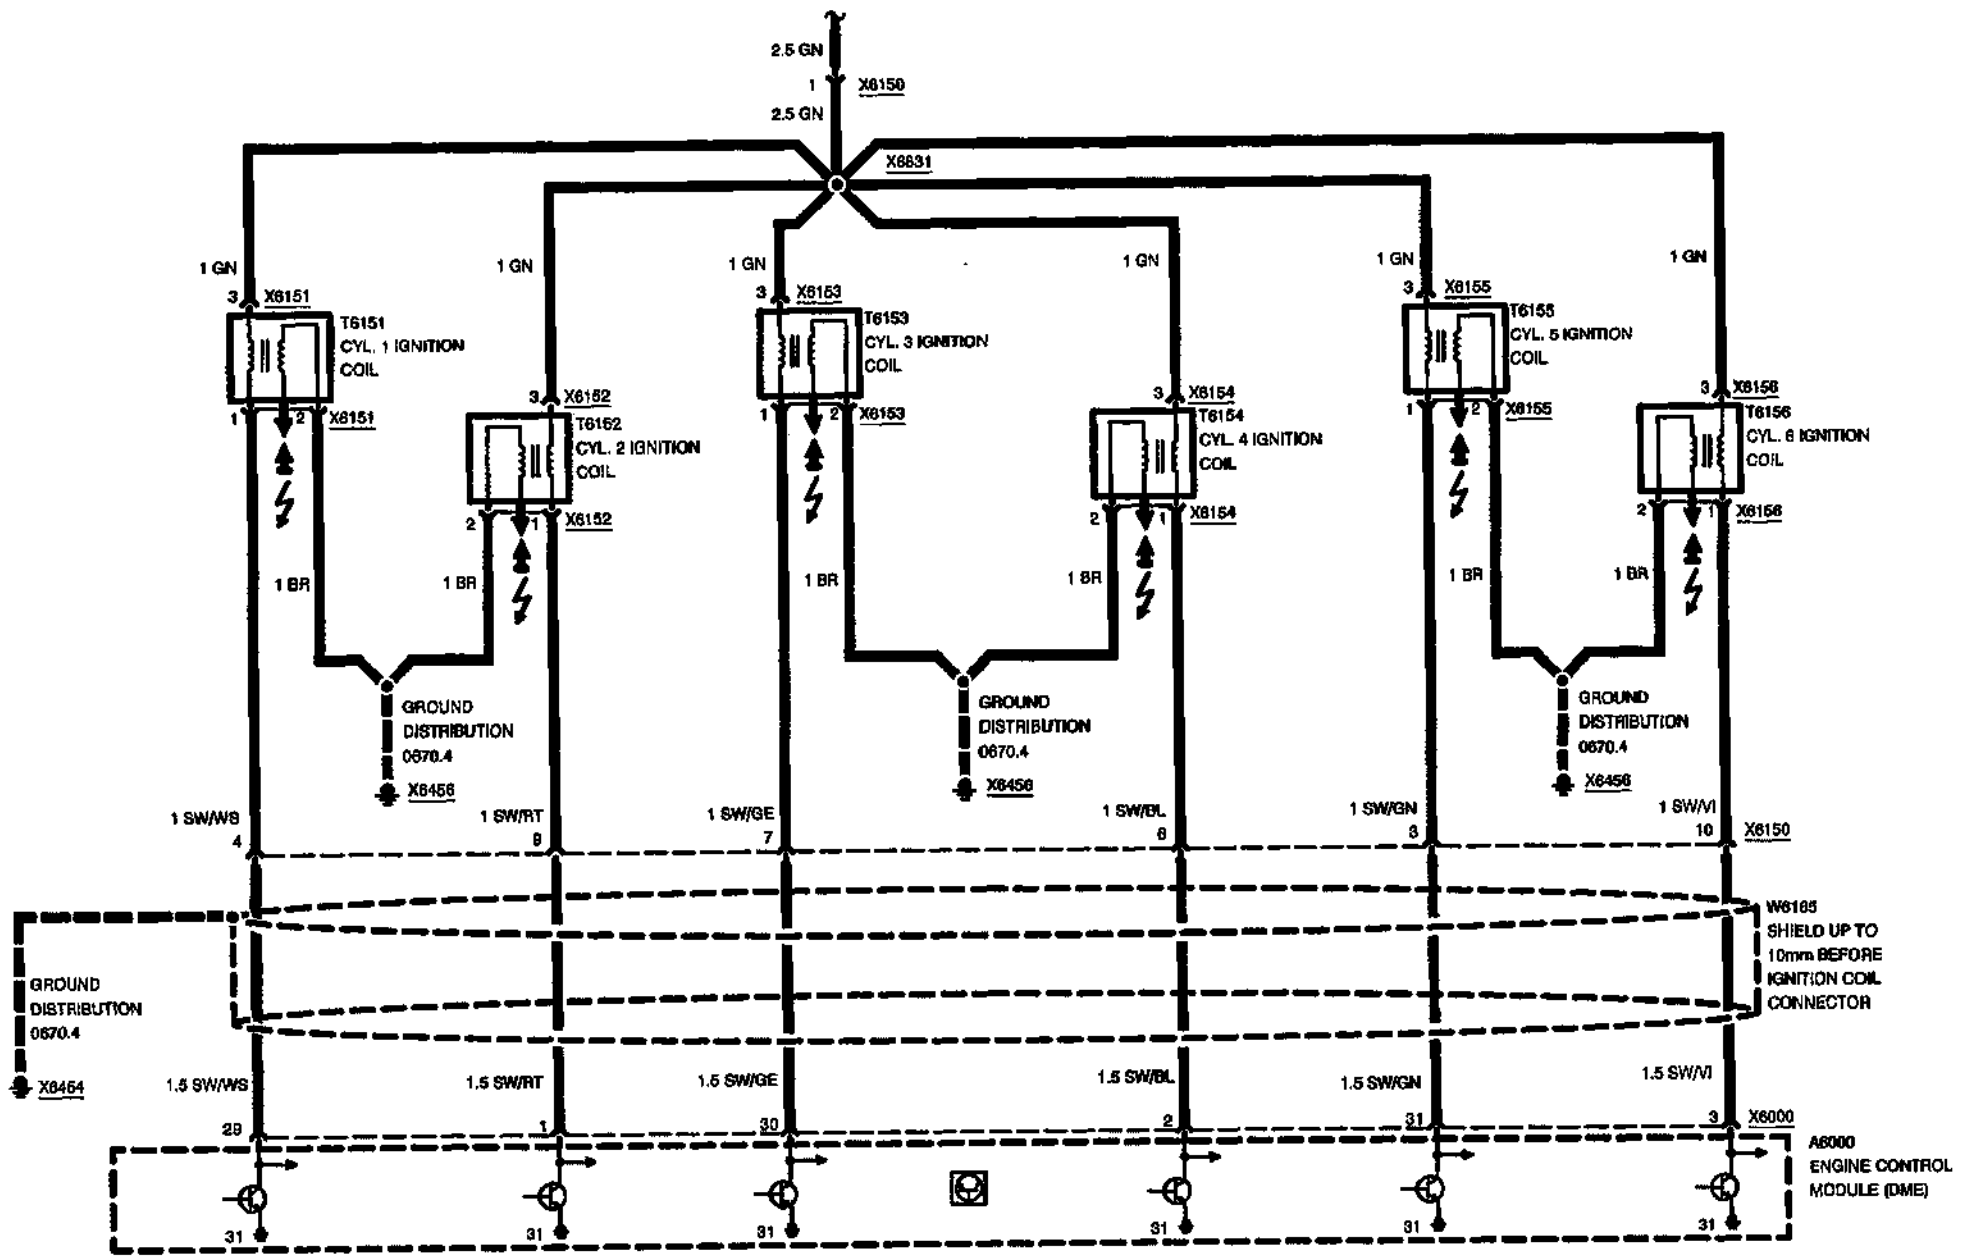 2.5 GN
1 X6150
2.5 GN
X6831
1 GN
1 GN
1 GN
1 GN
1 GN
1 GN
3 X6151
T6151
CYL. 1 IGNITION
COIL
1 2 X6151
3 X6152
T6152
CYL. 2 IGNITION
COIL
2 1 X6152
3 X6153
T6153
CYL. 3 IGNITION
COIL
1 2 X6153
3 X6154
T6154
CYL. 4 IGNITION
COIL
2 1 X6154
3 X6155
T6155
CYL. 5 IGNITION
COIL
1 2 X6155
3 X6156
T6156
CYL. 6 IGNITION
COIL
2 1 X6156
1 BR
1 BR
1 BR
1 BR
1 BR
1 BR
GROUND
DISTRIBUTION
0670.4
X6456
GROUND
DISTRIBUTION
0670.4
X6456
GROUND
DISTRIBUTION
0670.4
X6456
1 SW/WS
4
1 SW/RT
9
1 SW/GE
7
1 SW/BL
6
1 SW/GN
3
1 SW/VI
10 X6150
W6185
SHIELD UP TO
10mm BEFORE
IGNITION COIL
CONNECTOR
GROUND
DISTRIBUTION
0670.4
X6464
1.5 SW/WS
29
1.5 SW/RT
1
1.5 SW/GE
30
1.5 SW/BL
2
1.5 SW/GN
31
1.5 SW/VI
3 X6000
A6000
ENGINE CONTROL
MODULE (DME)
31
31
31
31
31
31